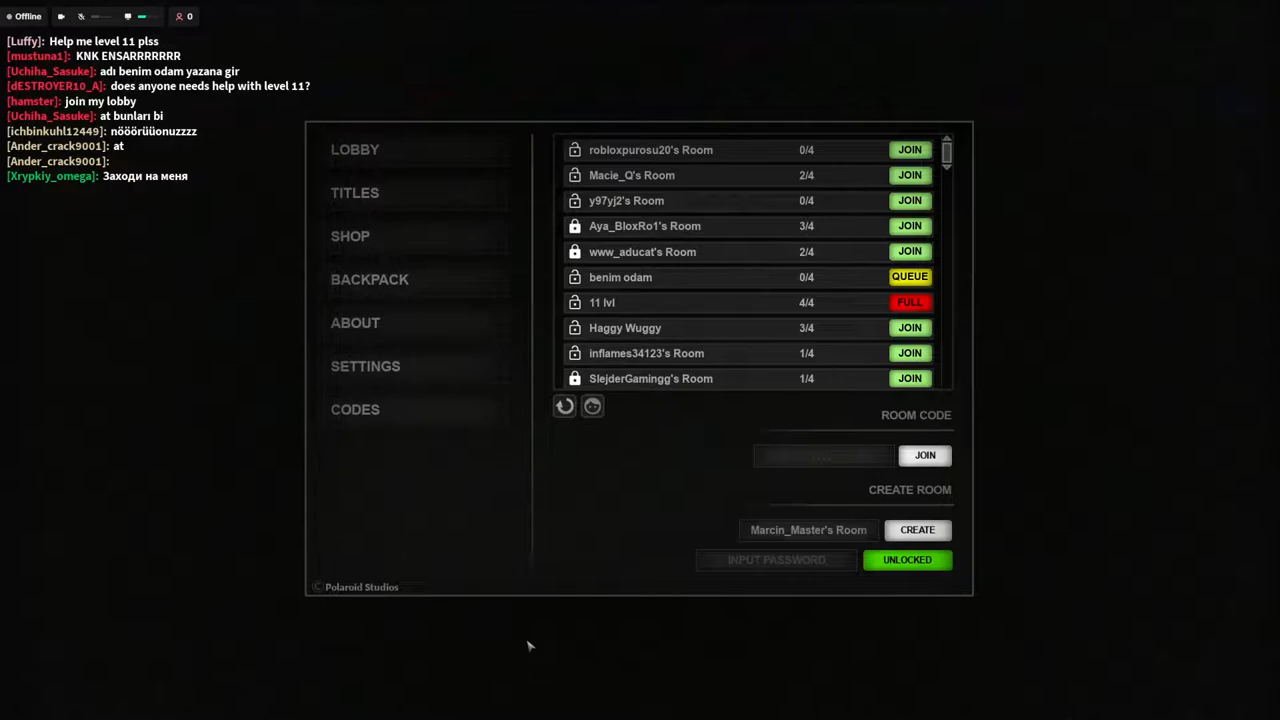 Offline
0
[Luffy]: Help me level 11 plss
[mustuna1]: KNK ENSARRRRRRR
[Uchiha_Sasuke]: adı benim odam yazana gir
[dESTROYER10_A]: does anyone needs help with level 11?
[hamster]: join my lobby
[Uchiha_Sasuke]: at bunları bi
[ichbinkuhl12449]: nööörüüonuzzzz
[Ander_crack9001]: at
[Ander_crack9001]:
[Xrypkiy_omega]: Заходи на меня
LOBBY
TITLES
SHOP
BACKPACK
ABOUT
SETTINGS
CODES
robloxpurosu20's Room 0/4 JOIN
Macie_Q's Room 2/4 JOIN
y97yj2's Room 0/4 JOIN
Aya_BloxRo1's Room 3/4 JOIN
www_aducat's Room 2/4 JOIN
benim odam 0/4 QUEUE
11 lvl 4/4 FULL
Haggy Wuggy 3/4 JOIN
inflames34123's Room 1/4 JOIN
SlejderGamingg's Room 1/4 JOIN
ROOM CODE
.... JOIN
CREATE ROOM
Marcin_Master's Room CREATE
INPUT PASSWORD UNLOCKED
© Polaroid Studios